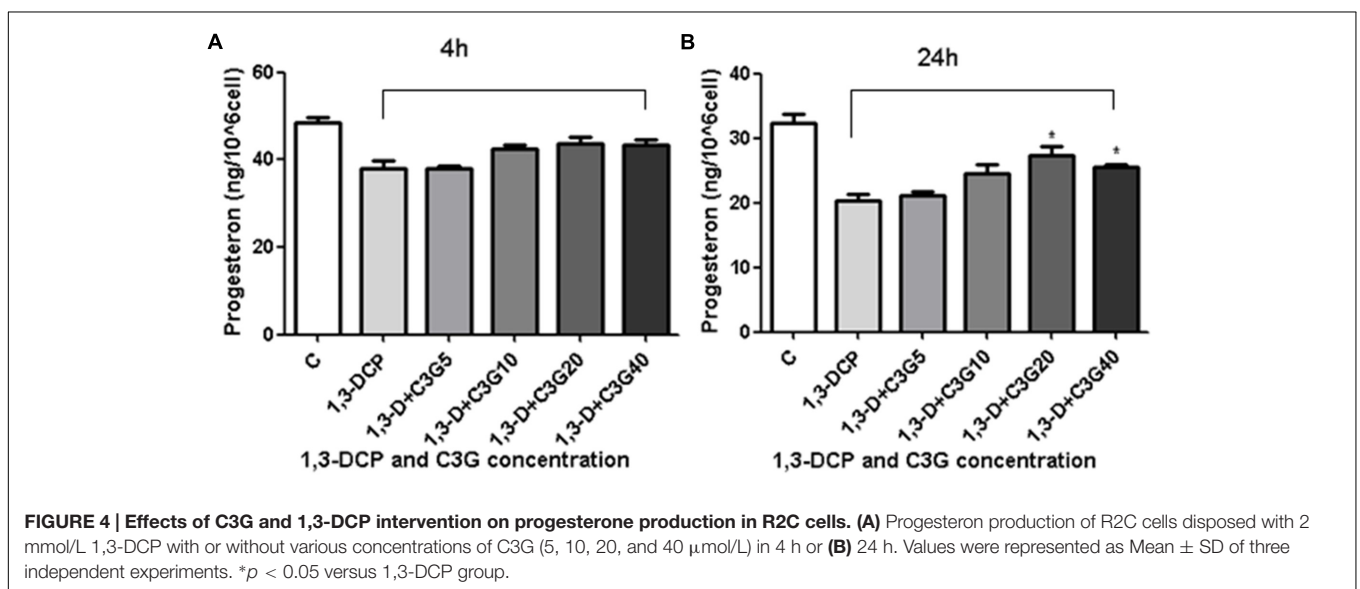 A
4h
Progesteron (ng/10^6cell)
60
40
20
0
C
1,3-DCP
1,3-D+C3G5
1,3-D+C3G10
1,3-D+C3G20
1,3-D+C3G40
1,3-DCP and C3G concentration
B
24h
Progesteron (ng/10^6cell)
40
30
20
10
0
*
*
C
1,3-DCP
1,3-D+C3G5
1,3-D+C3G10
1,3-D+C3G20
1,3-D+C3G40
1,3-DCP and C3G concentration
FIGURE 4 | Effects of C3G and 1,3-DCP intervention on progesterone production in R2C cells. (A) Progesteron production of R2C cells disposed with 2
mmol/L 1,3-DCP with or without various concentrations of C3G (5, 10, 20, and 40 μmol/L) in 4 h or (B) 24 h. Values were represented as Mean ± SD of three
independent experiments. *p < 0.05 versus 1,3-DCP group.